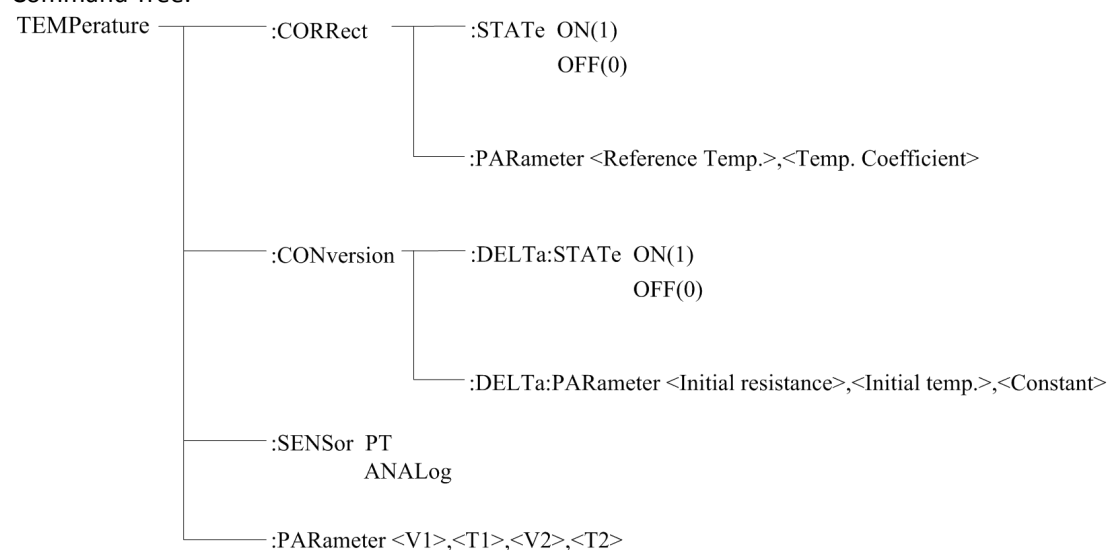 Command Tree:
TEMPerature :CORRect :STATe ON(1)
OFF(0)
:PARameter <Reference Temp.>,<Temp. Coefficient>
:CONversion :DELTa:STATe ON(1)
OFF(0)
:DELTa:PARameter <Initial resistance>,<Initial temp.>,<Constant>
:SENSor PT
ANALog
:PARameter <V1>,<T1>,<V2>,<T2>